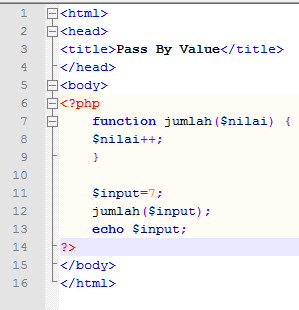 1 <html>
2 <head>
3 <title>Pass By Value</title>
4 </head>
5 <body>
6 <?php
7 function jumlah($nilai) {
8 $nilai++;
9 }
10
11 $input=7;
12 jumlah($input);
13 echo $input;
14 ?>
15 </body>
16 </html>